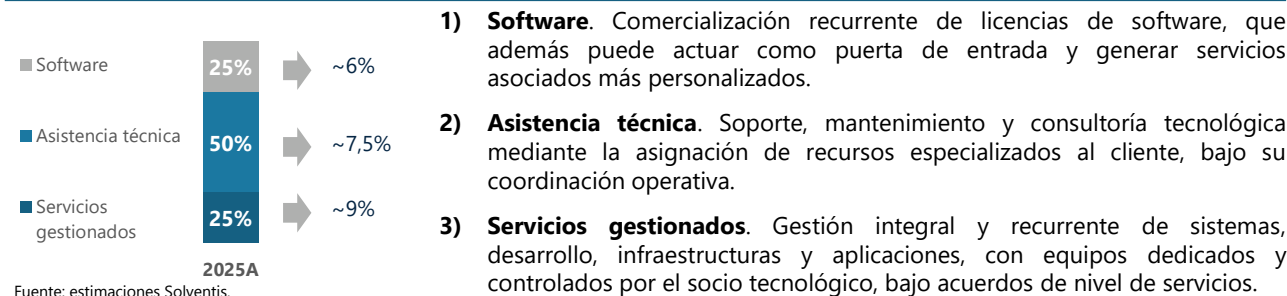 Software
25%
~6%
Asistencia técnica
50%
~7,5%
Servicios
gestionados
25%
~9%
2025A
Fuente: estimaciones Solventis.
1) Software. Comercialización recurrente de licencias de software, que
además puede actuar como puerta de entrada y generar servicios
asociados más personalizados.
2) Asistencia técnica. Soporte, mantenimiento y consultoría tecnológica
mediante la asignación de recursos especializados al cliente, bajo su
coordinación operativa.
3) Servicios gestionados. Gestión integral y recurrente de sistemas,
desarrollo, infraestructuras y aplicaciones, con equipos dedicados y
controlados por el socio tecnológico, bajo acuerdos de nivel de servicios.